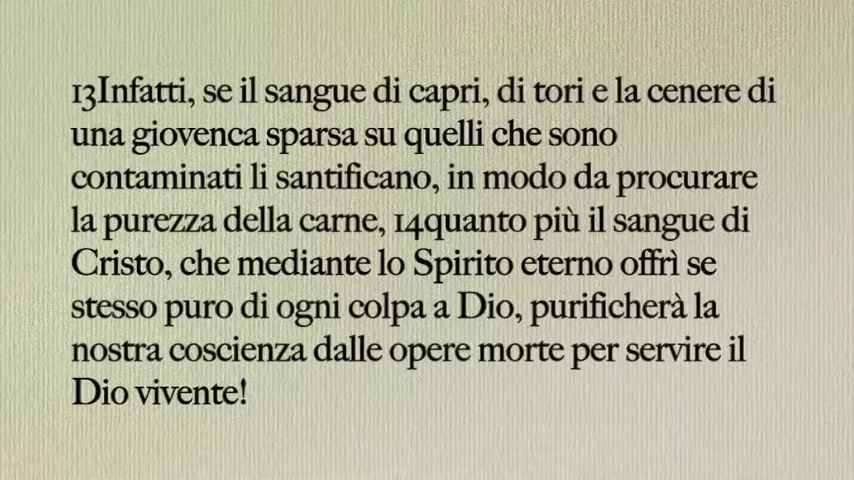 13Infatti, se il sangue di capri, di tori e la cenere di
una giovenca sparsa su quelli che sono
contaminati li santificano, in modo da procurare
la purezza della carne, 14quanto più il sangue di
Cristo, che mediante lo Spirito eterno offrì se
stesso puro di ogni colpa a Dio, purificherà la
nostra coscienza dalle opere morte per servire il
Dio vivente!